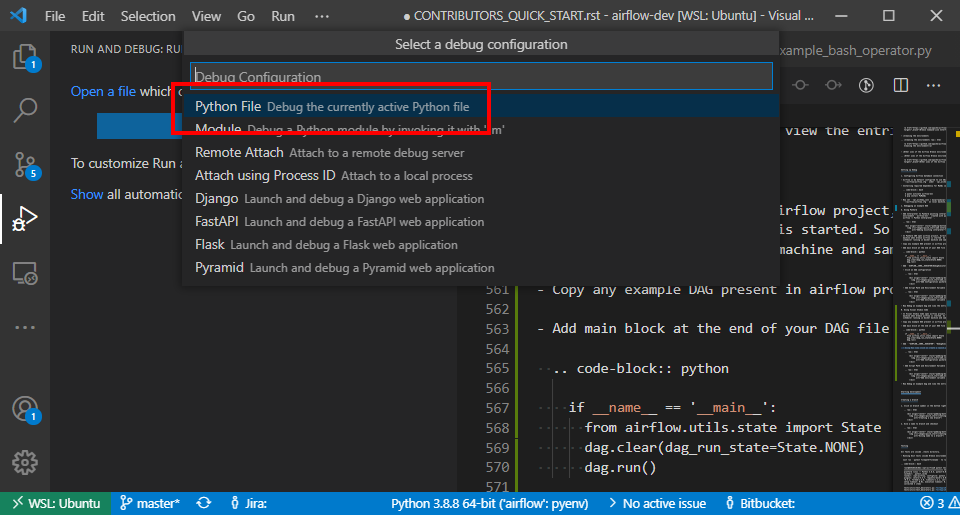 File Edit Selection View Go Run ··· ● CONTRIBUTORS_QUICK_START.rst - airflow-dev [WSL: Ubuntu] - Visual ...
RUN AND DEBUG: RU
Select a debug configuration
example_bash_operator.py
Debug Configuration
Open a file which c
Python File Debug the currently active Python file
Module Debug a Python module by invoking it with '-m'
view the entri
To customize Run a
Remote Attach Attach to a remote debug server
Attach using Process ID Attach to a local process
Show all automatic
Django Launch and debug a Django web application
irflow project,
FastAPI Launch and debug a FastAPI web application
is started. So
Flask Launch and debug a Flask web application
machine and sam
Pyramid Launch and debug a Pyramid web application
561 - Copy any example DAG present in airflow pro
562
563 - Add main block at the end of your DAG file
564
565 .. code-block:: python
566
567 if __name__ == '__main__':
568 from airflow.utils.state import State
569 dag.clear(dag_run_state=State.NONE)
570 dag.run()
571
1
5
1
WSL: Ubuntu master* Jira: Python 3.8.8 64-bit ('airflow': pyenv) No active issue Bitbucket: 3